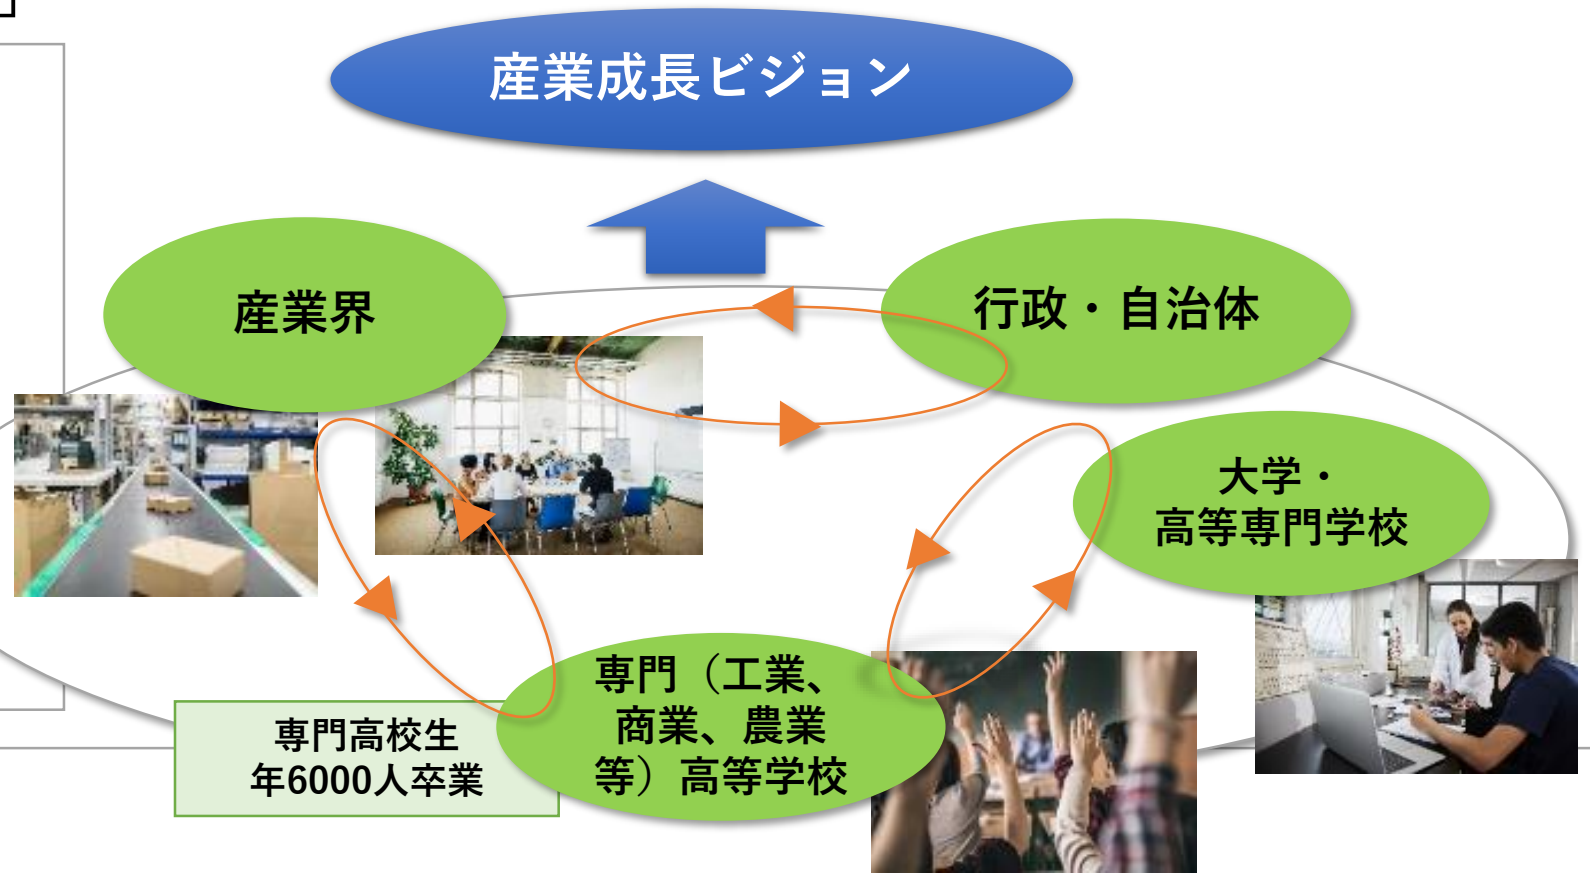 」
産業成長ビジョン
産業界
行政・自治体
大学・
高等専門学校
専門（工業、
商業、農業
等）高等学校
専門高校生
年6000人卒業